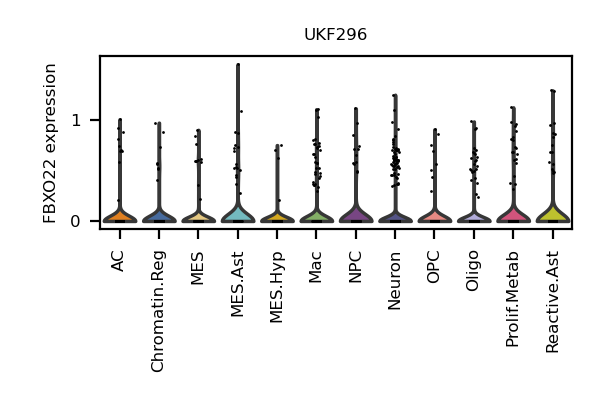 UKF296
FBXO22 expression
1
0
AC
Chromatin.Reg
MES
MES.Ast
MES.Hyp
Mac
NPC
Neuron
OPC
Oligo
Prolif.Metab
Reactive.Ast